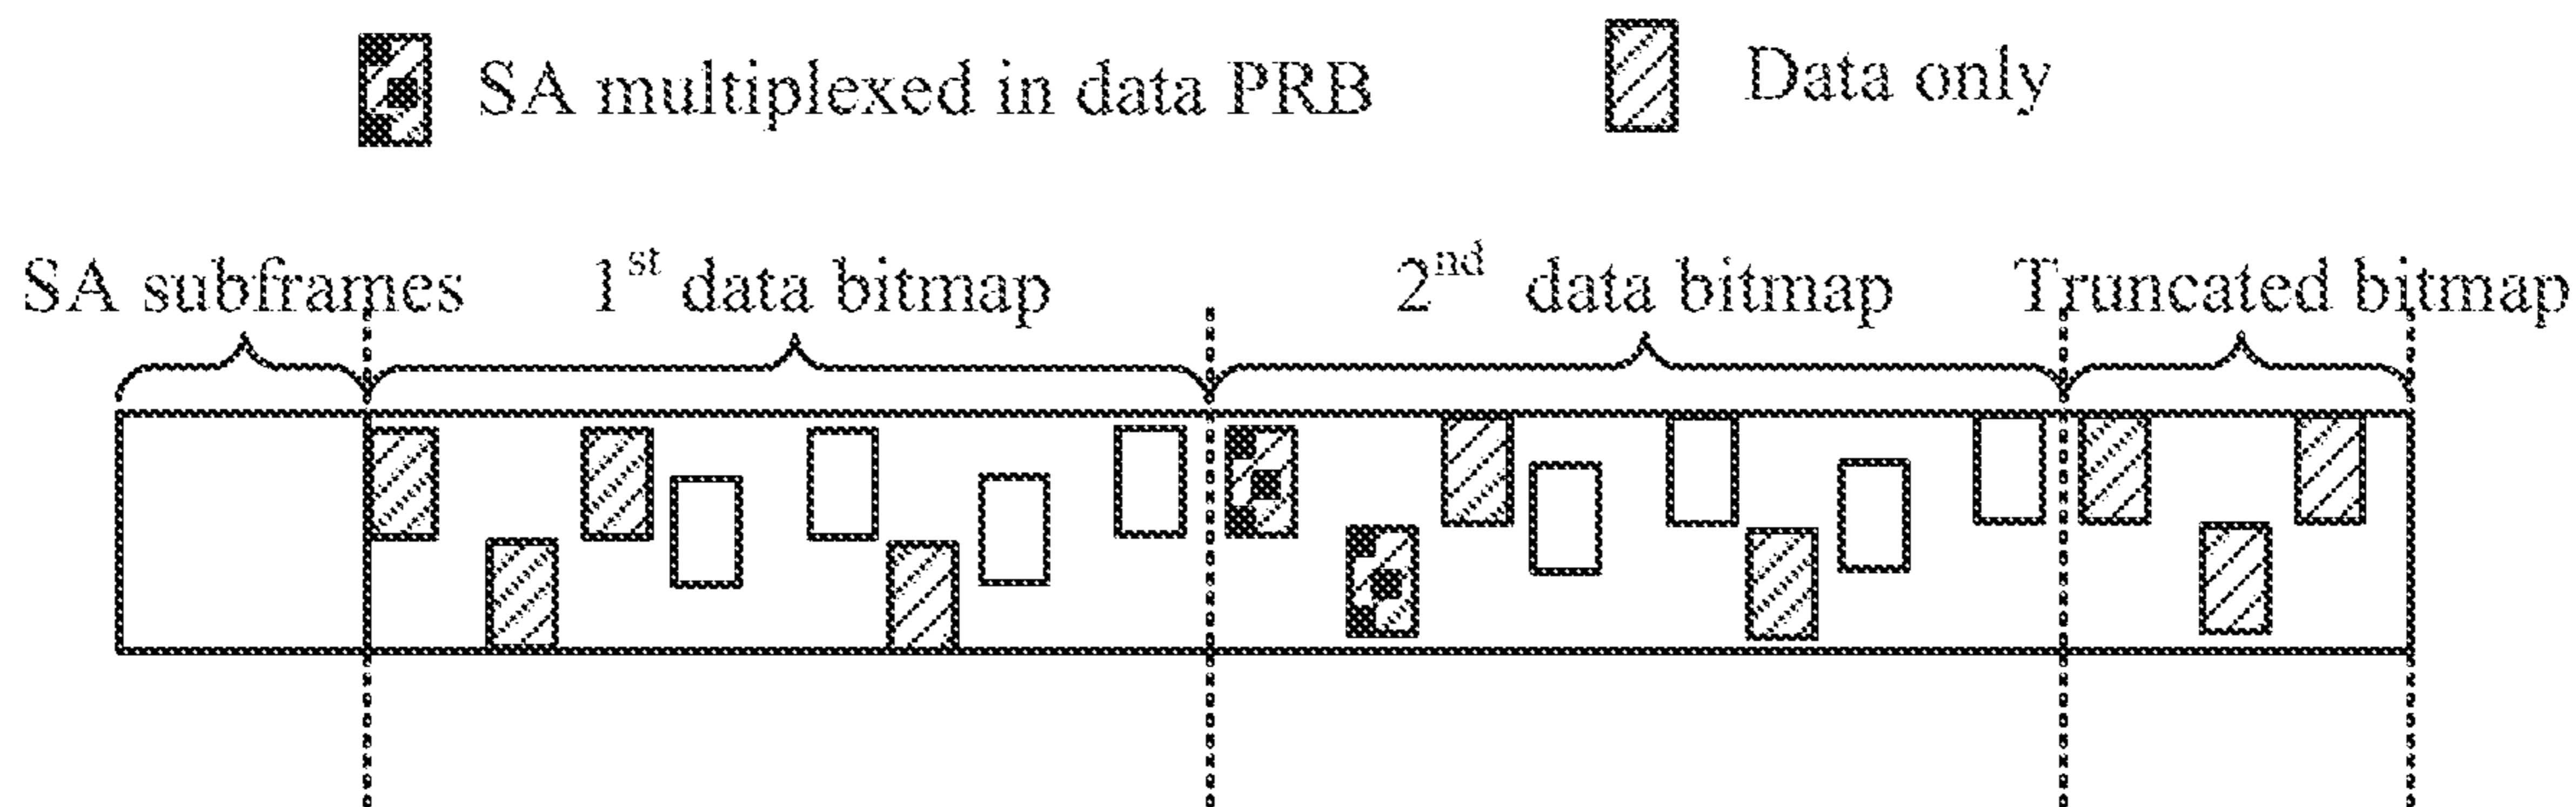 SA multiplexed in data PRB
Data only
SA subframes
1st data bitmap
2nd data bitmap
Truncated bitmap